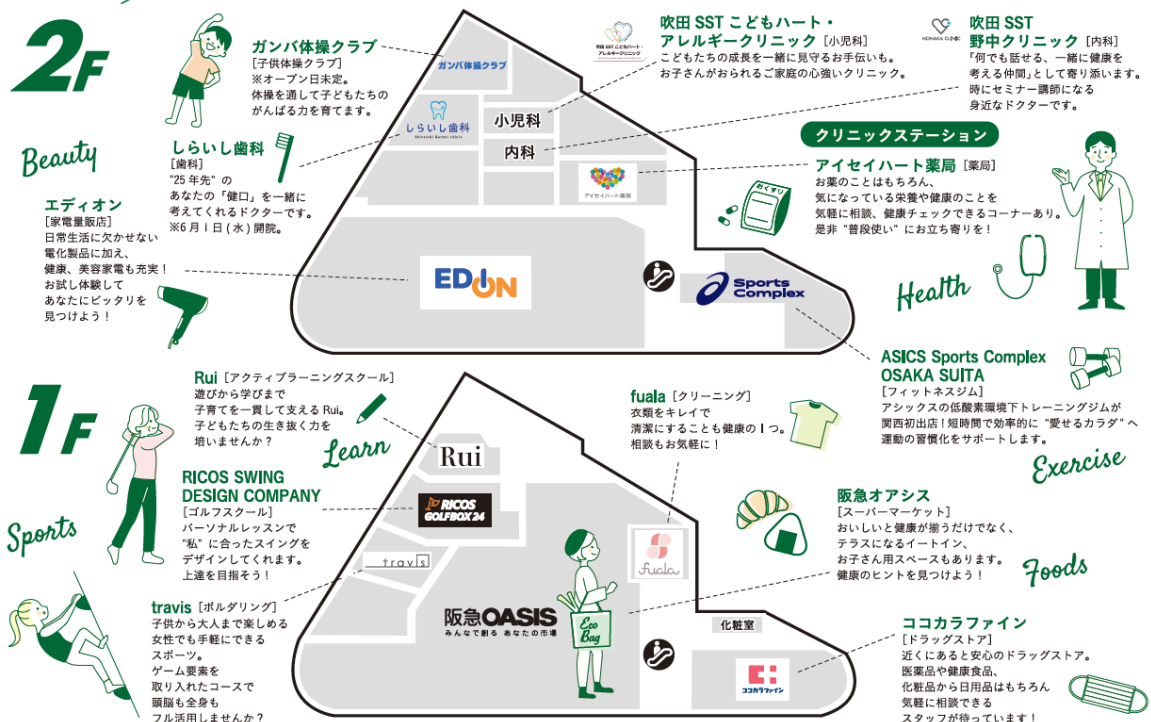 2F
ガンバ体操クラブ
[子供体操クラブ]
※オープン日未定。
体操を通して子どもたちの
がんばる力を育てます。
しらいし歯科
[歯科]
"25年先"の
あなたの「健口」を一緒に
考えてくれるドクターです。
※6月1日(水)開院。
Beauty
エディオン
[家電量販店]
日常生活に欠かせない
電化製品に加え、
健康、美容家電も充実!
お試し体験して
あなたにピッタリを
見つけよう!
ガンバ体操クラブ
しらいし歯科
Shiraishi Dental Clinic
小児科
内科
アイセイハート薬局
EDION
Sports
Complex
吹田 SST こどもハート・
アレルギークリニック
吹田 SST こどもハート・
アレルギークリニック [小児科]
こどもたちの成長を一緒に見守るお手伝いも。
お子さんがおられるご家庭の心強いクリニック。
NONAKA CLINIC
吹田 SST
野中クリニック [内科]
「何でも話せる、一緒に健康を
考える仲間」として寄り添います。
時にセミナー講師になる
身近なドクターです。
クリニックステーション
アイセイハート薬局 [薬局]
お薬のことはもちろん、
気になっている栄養や健康のことを
気軽に相談、健康チェックできるコーナーあり。
是非"普段使い"にお立ち寄りを!
おくすり
Health
ASICS Sports Complex
OSAKA SUITA
[フィットネスジム]
アシックスの低酸素環境下トレーニングジムが
関西初出店!短時間で効率的に"愛せるカラダ"へ
運動の習慣化をサポートします。
Exercise
1F
Rui [アクティブラーニングスクール]
遊びから学びまで
子育てを一貫して支える Rui。
子どもたちの生き抜く力を
培いませんか?
Learn
RICOS SWING
DESIGN COMPANY
[ゴルフスクール]
パーソナルレッスンで
"私"に合ったスイングを
デザインしてくれます。
上達を目指そう!
Sports
travis [ボルダリング]
子供から大人まで楽しめる
女性でも手軽にできる
スポーツ。
ゲーム要素を
取り入れたコースで
頭脳も全身も
フル活用しませんか?
Rui
RICOS
GOLFBOX24
travis
阪急OASIS
みんなで創る あなたの市場
Eco
Bag
fuala
化粧室
ココカラファイン
fuala [クリーニング]
衣類をキレイで
清潔にすることも健康の1つ。
相談もお気軽に!
阪急オアシス
[スーパーマーケット]
おいしいと健康が揃うだけでなく、
テラスになるイートイン、
お子さん用スペースもあります。
健康のヒントを見つけよう!
Foods
ココカラファイン
[ドラッグストア]
近くにあると安心のドラッグストア。
医薬品や健康食品、
化粧品から日用品はもちろん
気軽に相談できる
スタッフが待っています!